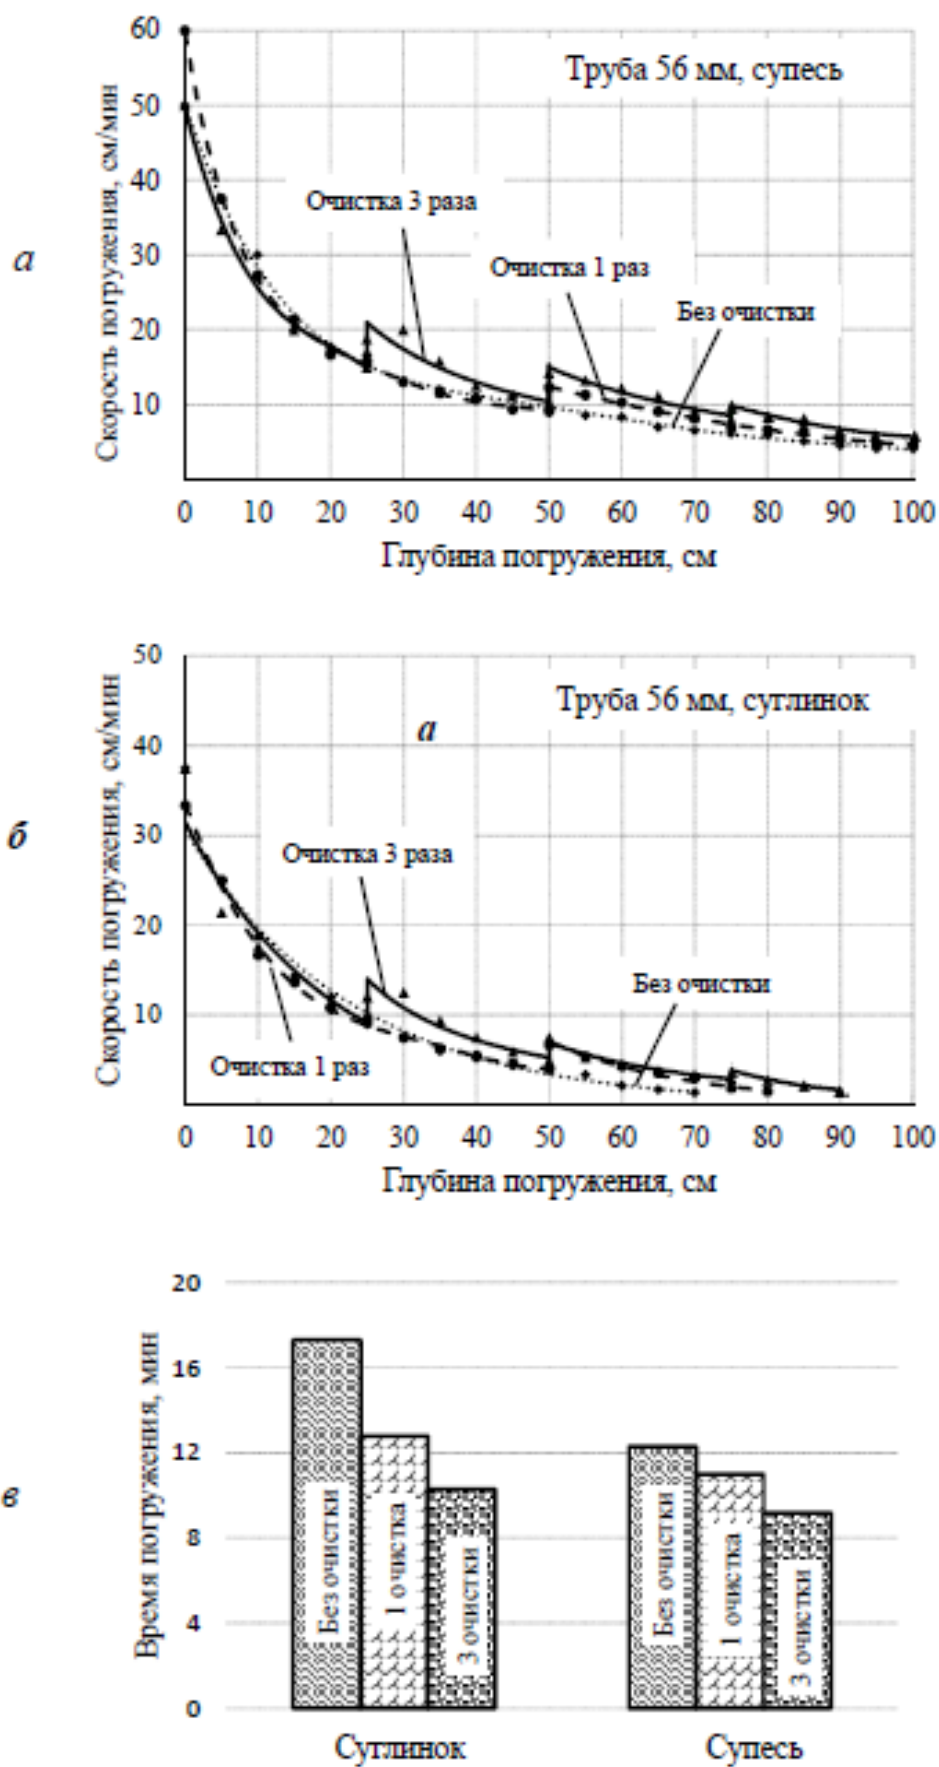 а
Скорость погружения, см/мин
60
50
40
30
20
10
Труба 56 мм, супесь
Очистка 3 раза
Очистка 1 раз
Без очистки
0 10 20 30 40 50 60 70 80 90 100
Глубина погружения, см
б
Скорость погружения, см/мин
50
40
30
20
10
Труба 56 мм, суглинок
а
Очистка 3 раза
Без очистки
Очистка 1 раз
0 10 20 30 40 50 60 70 80 90 100
Глубина погружения, см
в
Время погружения, мин
20
16
12
8
4
0
Без очистки
1 очистка
3 очистки
Без очистки
1 очистка
3 очистки
Суглинок Супесь